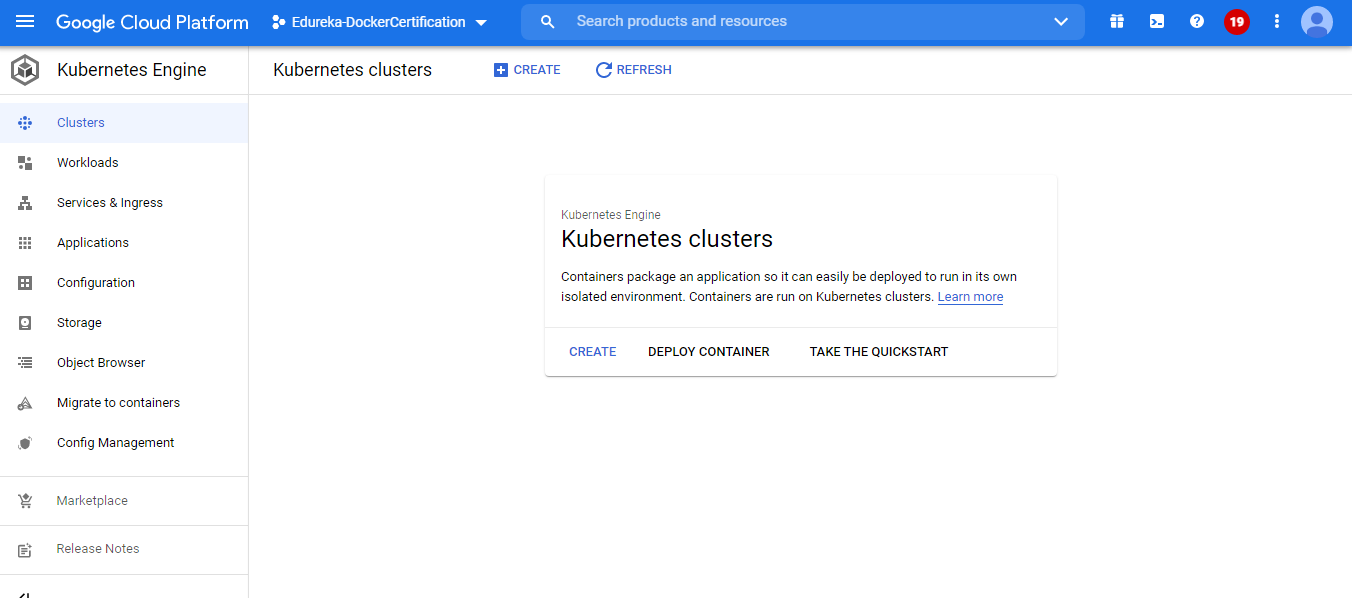 Google Cloud Platform
Edureka-DockerCertification
Search products and resources
19
Kubernetes Engine
Kubernetes clusters
CREATE
REFRESH
Clusters
Workloads
Services & Ingress
Applications
Configuration
Storage
Object Browser
Migrate to containers
Config Management
Marketplace
Release Notes
Kubernetes Engine
Kubernetes clusters
Containers package an application so it can easily be deployed to run in its own
isolated environment. Containers are run on Kubernetes clusters. Learn more
CREATE
DEPLOY CONTAINER
TAKE THE QUICKSTART